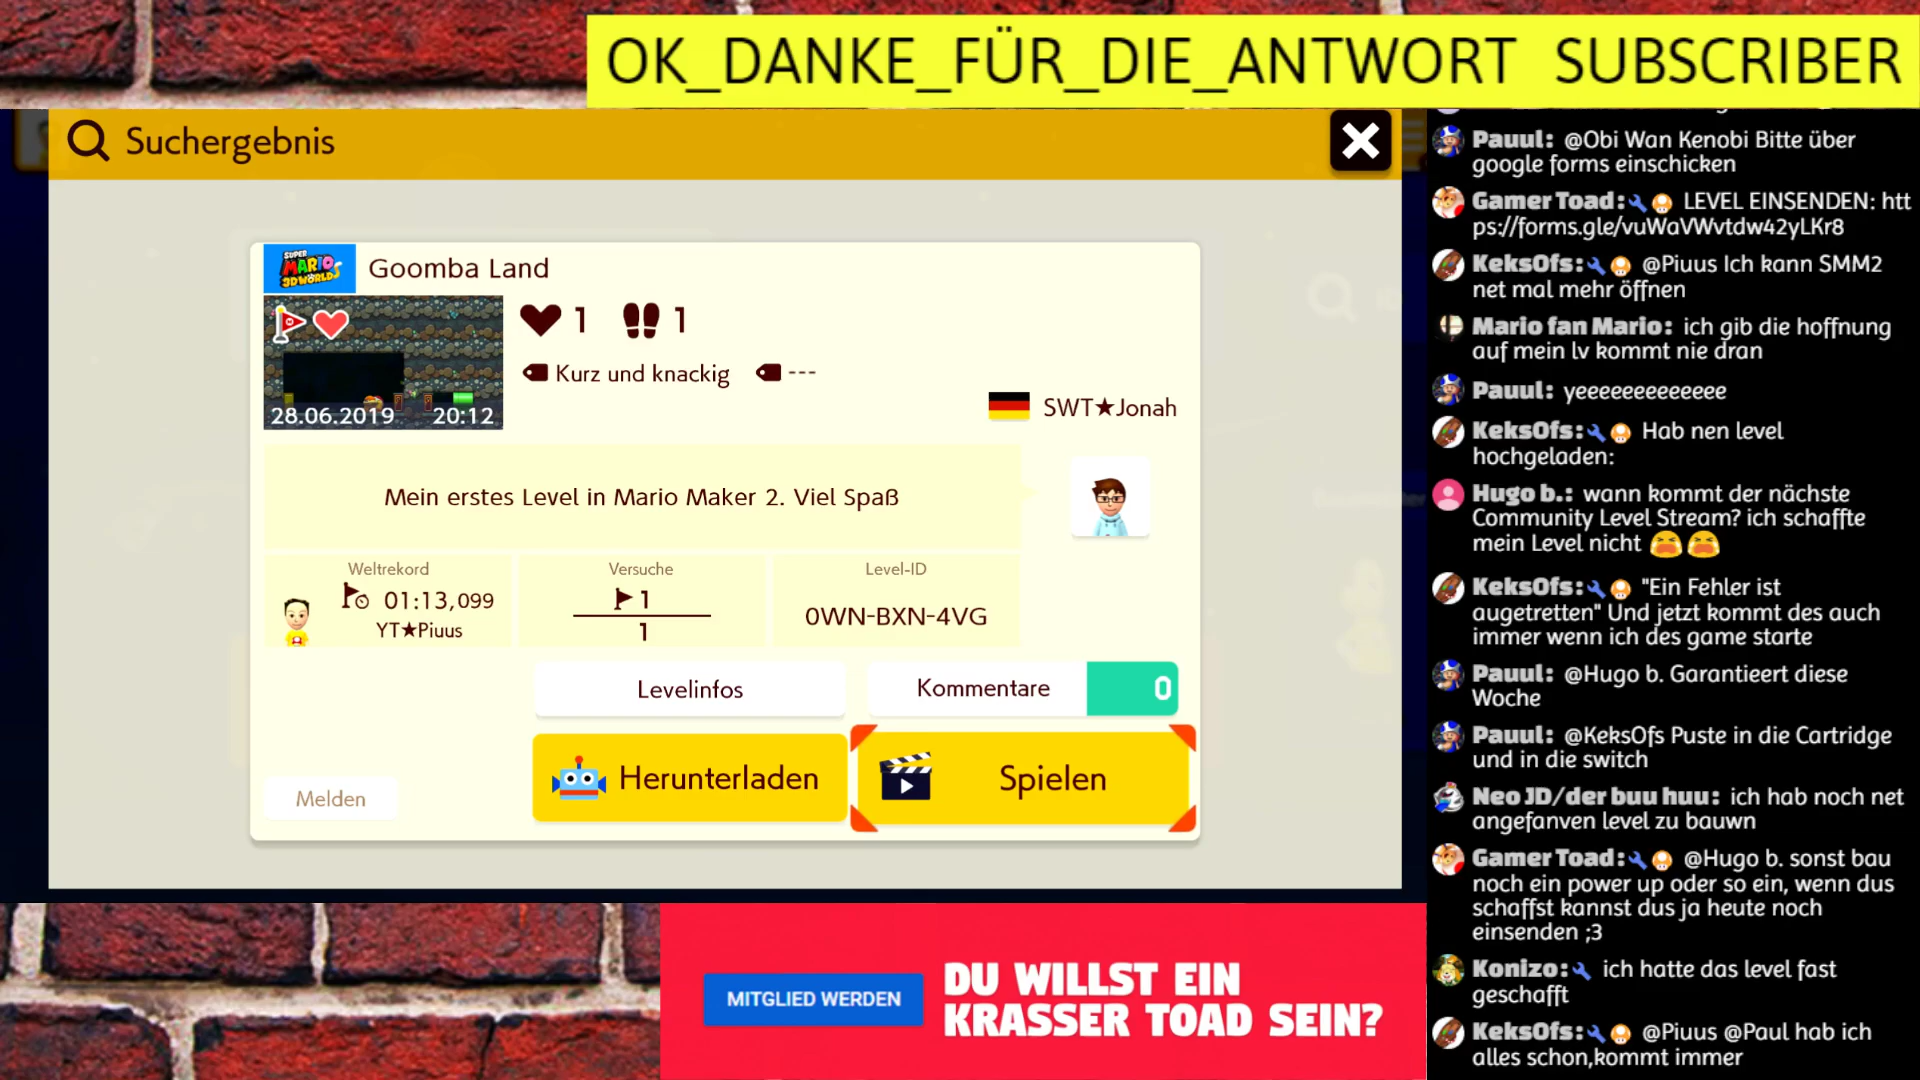 OK_DANKE_FÜR_DIE_ANTWORT SUBSCRIBER
Suchergebnis
SUPER
MARIO
3D WORLD
Goomba Land
1 1
Kurz und knackig ---
28.06.2019 20:12
SWT★Jonah
Mein erstes Level in Mario Maker 2. Viel Spaß
Weltrekord
01:13,099
YT★Piuus
Versuche
1
1
Level-ID
0WN-BXN-4VG
Levelinfos
Kommentare 0
Melden
Herunterladen
Spielen
MITGLIED WERDEN
DU WILLST EIN
KRASSER TOAD SEIN?
Pauul: @Obi Wan Kenobi Bitte über
google forms einschicken
Gamer Toad: LEVEL EINSENDEN: htt
ps://forms.gle/vuWaVWvtdw42yLKr8
KeksOfs: @Piuus Ich kann SMM2
net mal mehr öffnen
Mario fan Mario: ich gib die hoffnung
auf mein lv kommt nie dran
Pauul: yeeeeeeeeeeeee
KeksOfs: Hab nen level
hochgeladen:
Hugo b.: wann kommt der nächste
Community Level Stream? ich schaffte
mein Level nicht
KeksOfs: "Ein Fehler ist
augetretten" Und jetzt kommt des auch
immer wenn ich des game starte
Pauul: @Hugo b. Garantieert diese
Woche
Pauul: @KeksOfs Puste in die Cartridge
und in die switch
Neo JD/der buu huu: ich hab noch net
angefanven level zu bauwn
Gamer Toad: @Hugo b. sonst bau
noch ein power up oder so ein, wenn dus
schaffst kannst dus ja heute noch
einsenden ;3
Konizo: ich hatte das level fast
geschafft
KeksOfs: @Piuus @Paul hab ich
alles schon,kommt immer